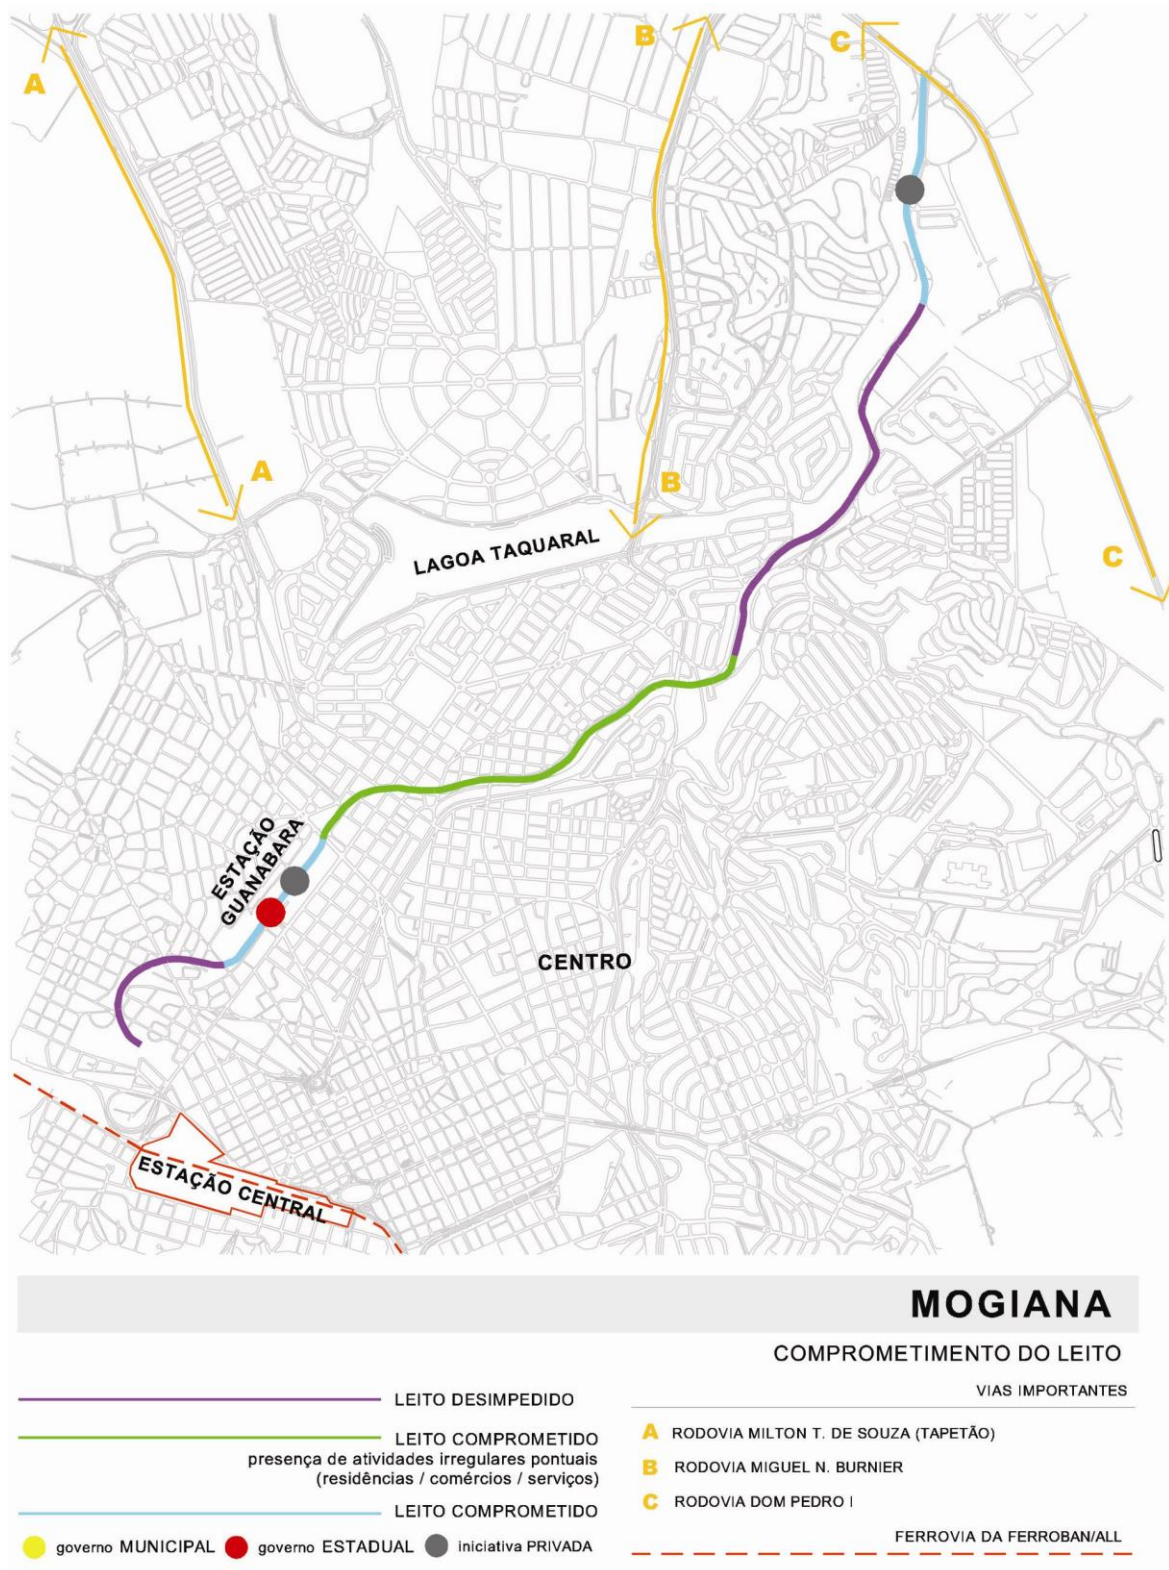 A
B
C
A
B
LAGOA TAQUARAL
C
ESTAÇÃO
GUANABARA
CENTRO
ESTAÇÃO CENTRAL
MOGIANA
COMPROMETIMENTO DO LEITO
LEITO DESIMPEDIDO
LEITO COMPROMETIDO
presença de atividades irregulares pontuais
(residências / comércios / serviços)
LEITO COMPROMETIDO
governo MUNICIPAL governo ESTADUAL iniciativa PRIVADA
VIAS IMPORTANTES
A RODOVIA MILTON T. DE SOUZA (TAPETÃO)
B RODOVIA MIGUEL N. BURNIER
C RODOVIA DOM PEDRO I
FERROVIA DA FERROBAN/ALL